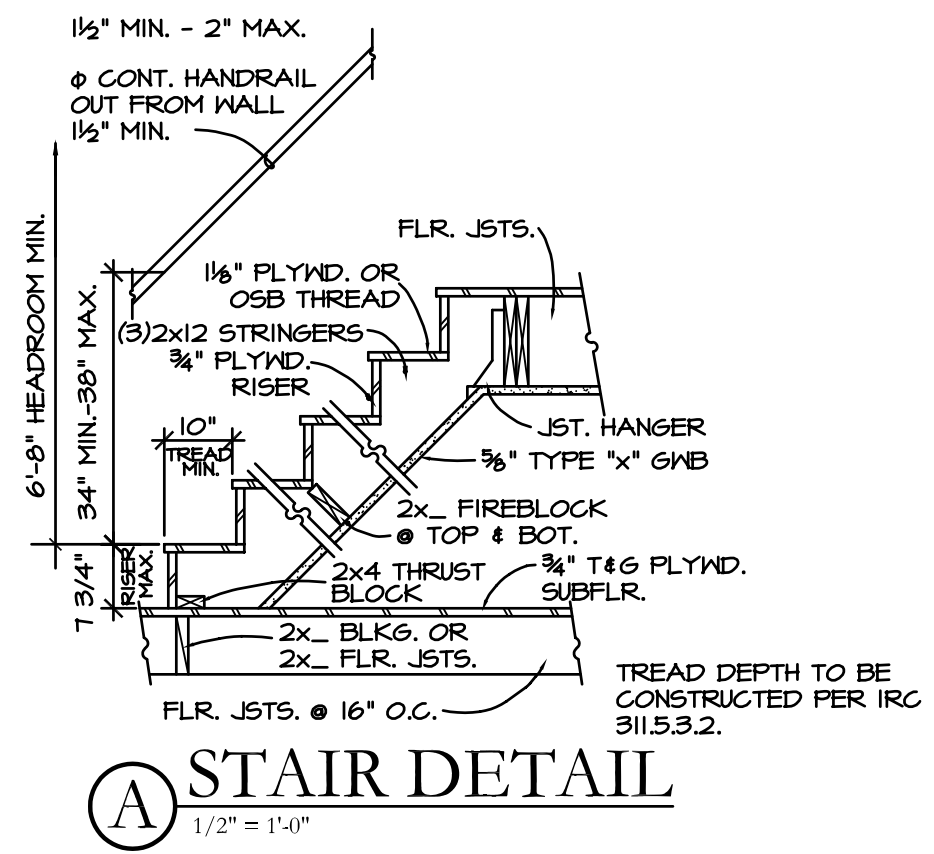 1½" MIN. - 2" MAX.
Φ CONT. HANDRAIL
OUT FROM WALL
1½" MIN.
6'-8" HEADROOM MIN.
34" MIN.-38" MAX.
FLR. JSTS.
1⅛" PLYWD. OR
OSB THREAD
(3)2x12 STRINGERS
¾" PLYWD.
RISER
10"
TREAD
MIN.
JST. HANGER
⅝" TYPE "x" GWB
2x_ FIREBLOCK
@ TOP & BOT.
7 3/4"
RISER
MAX.
2x4 THRUST
BLOCK
¾" T&G PLYWD.
SUBFLR.
2x_ BLKG. OR
2x_ FLR. JSTS.
FLR. JSTS. @ 16" O.C.
TREAD DEPTH TO BE
CONSTRUCTED PER IRC
311.5.3.2.
A
STAIR DETAIL
1/2" = 1'-0"